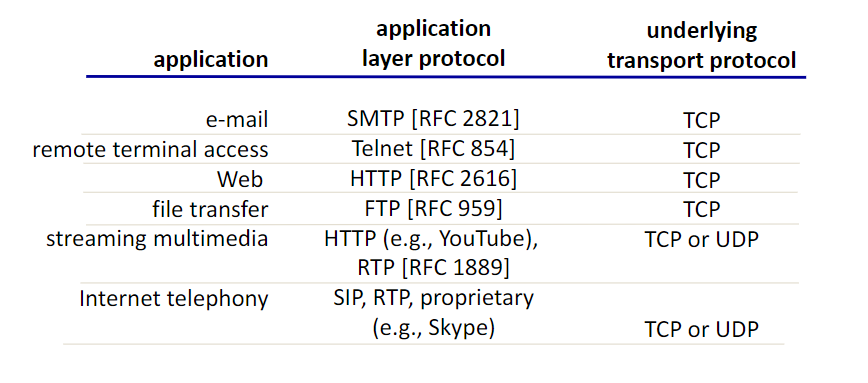 application
application layer protocol
underlying transport protocol
e-mail SMTP [RFC 2821] TCP
remote terminal access Telnet [RFC 854] TCP
Web HTTP [RFC 2616] TCP
file transfer FTP [RFC 959] TCP
streaming multimedia HTTP (e.g., YouTube), TCP or UDP
RTP [RFC 1889]
Internet telephony SIP, RTP, proprietary
(e.g., Skype) TCP or UDP